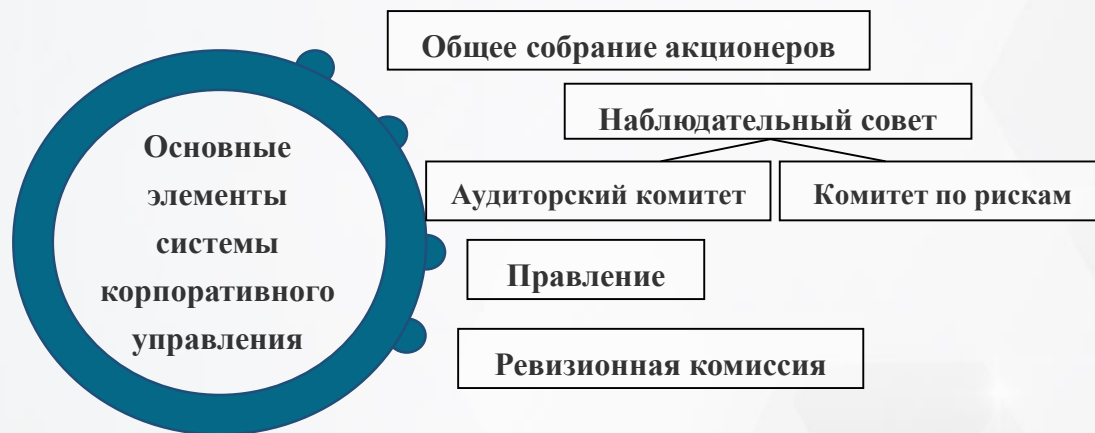 Основные
элементы
системы
корпоративного
управления
Общее собрание акционеров
Наблюдательный совет
Аудиторский комитет
Комитет по рискам
Правление
Ревизионная комиссия